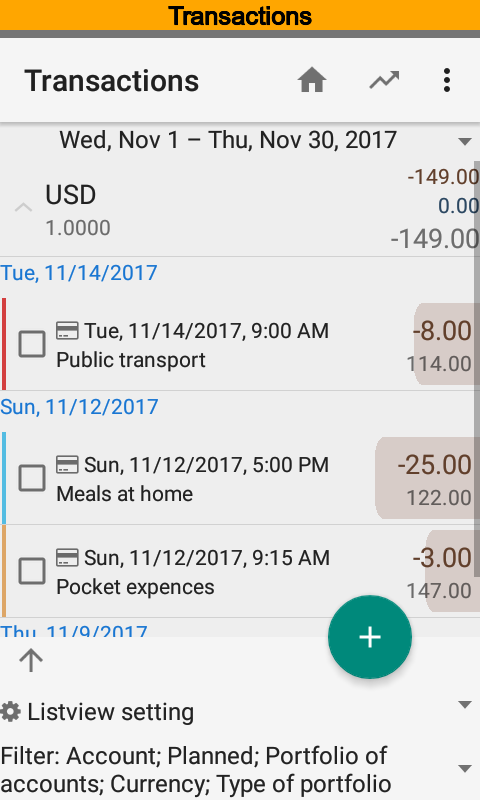 Transactions
Transactions
Wed, Nov 1 – Thu, Nov 30, 2017
USD
-149.00
0.00
1.0000
-149.00
Tue, 11/14/2017
Tue, 11/14/2017, 9:00 AM
-8.00
Public transport
114.00
Sun, 11/12/2017
Sun, 11/12/2017, 5:00 PM
-25.00
Meals at home
122.00
Sun, 11/12/2017, 9:15 AM
-3.00
Pocket expences
147.00
Thu, 11/9/2017
Listview setting
Filter: Account; Planned; Portfolio of
accounts; Currency; Type of portfolio